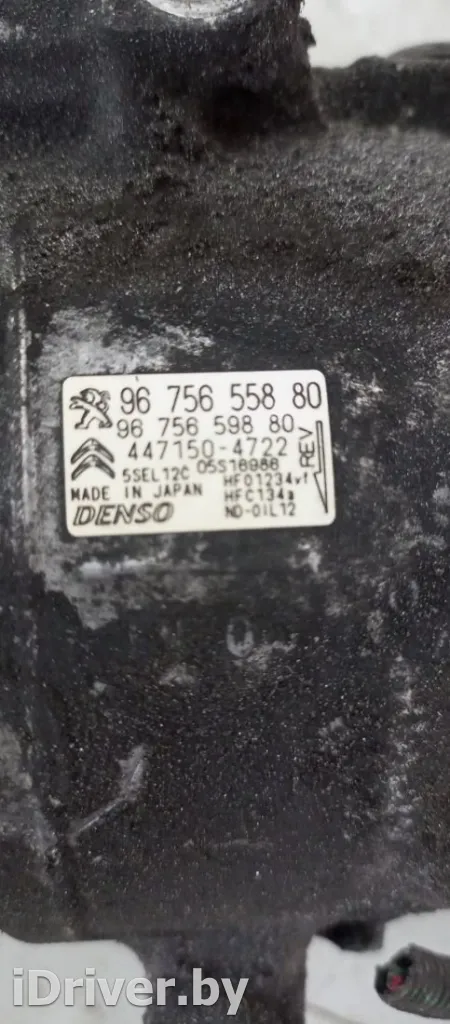 96 756 558 80
96 756 598 80
447150-4722
5SEL12C 05S16986 HFO1234yf
MADE IN JAPAN HFC134a
DENSO ND-OIL12
REV
iDriver.by